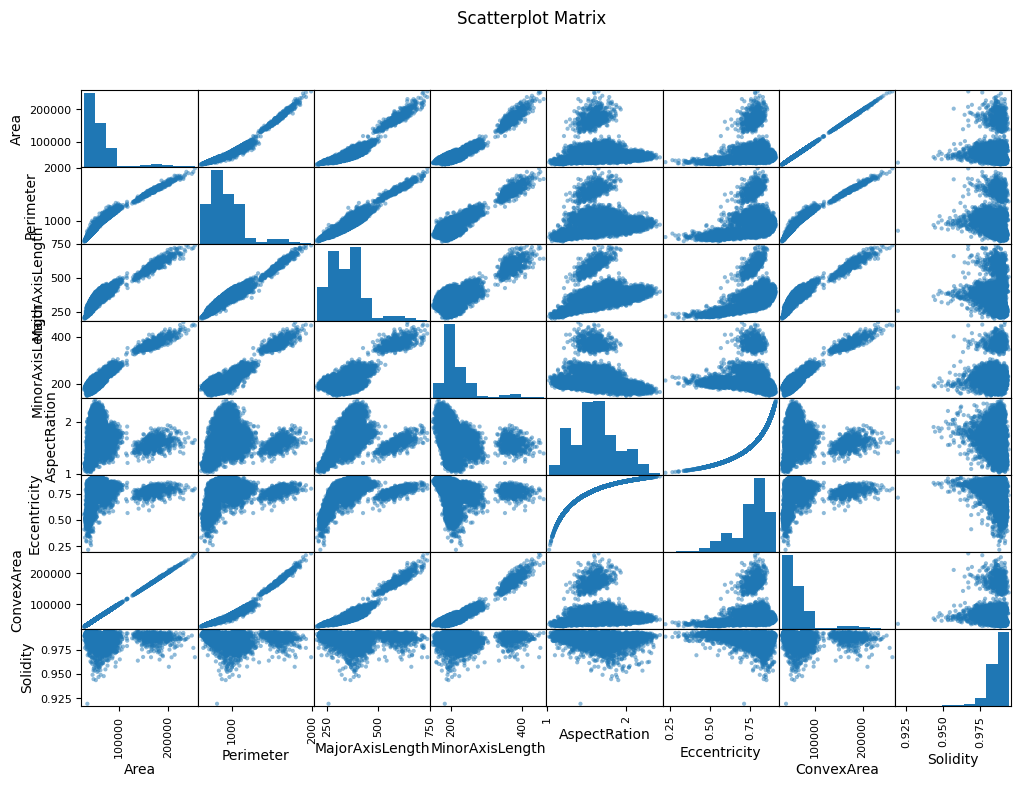 Scatterplot Matrix
Area
200000
100000
Perimeter
2000
1000
MajorAxisLength
750
500
250
MinorAxisLength
400
200
AspectRation
2
1
Eccentricity
0.75
0.50
0.25
ConvexArea
200000
100000
Solidity
0.975
0.950
0.925
100000
200000
Area
1000
2000
Perimeter
250
500
750
MajorAxisLength
200
400
MinorAxisLength
1
2
AspectRation
0.25
0.50
0.75
Eccentricity
100000
200000
ConvexArea
0.925
0.950
0.975
Solidity